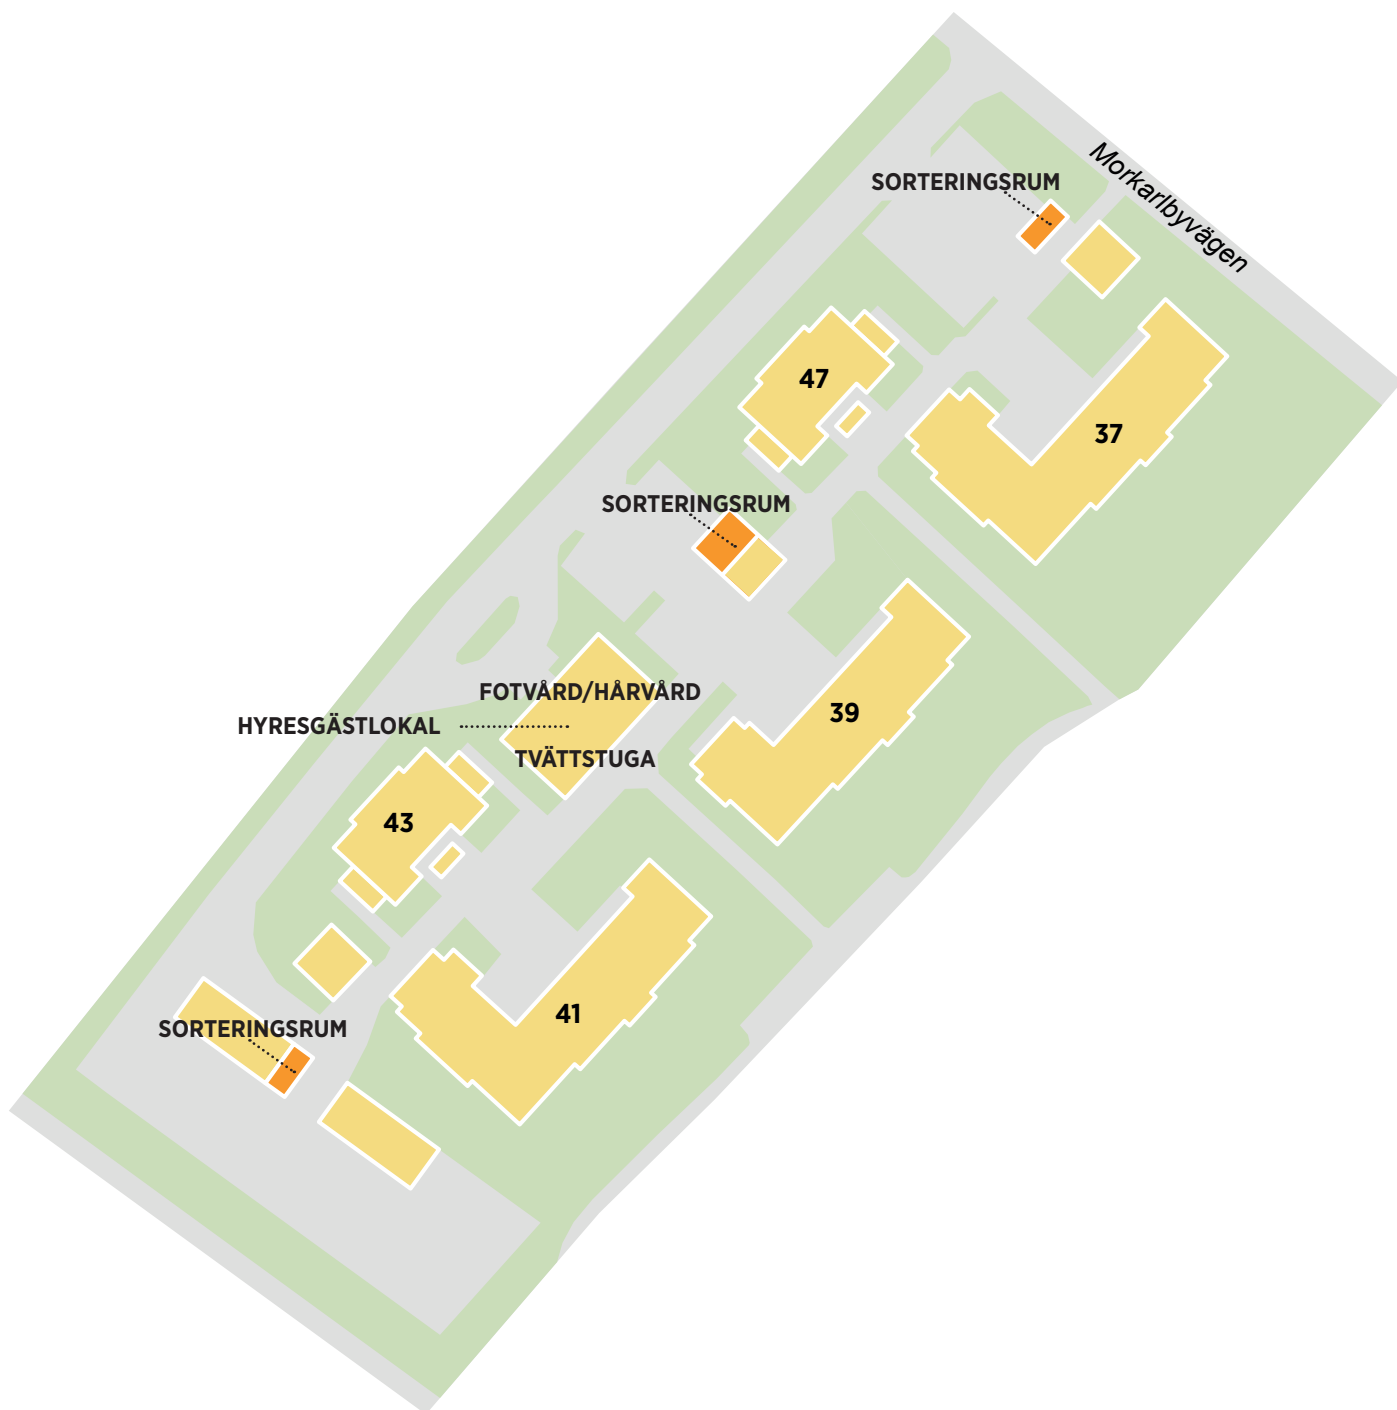 Morkarlbyvägen
SORTERINGSRUM
47
37
SORTERINGSRUM
FOTVÅRD/HÅRVÅRD
39
HYRESGÄSTLOKAL
TVÄTTSTUGA
43
41
SORTERINGSRUM